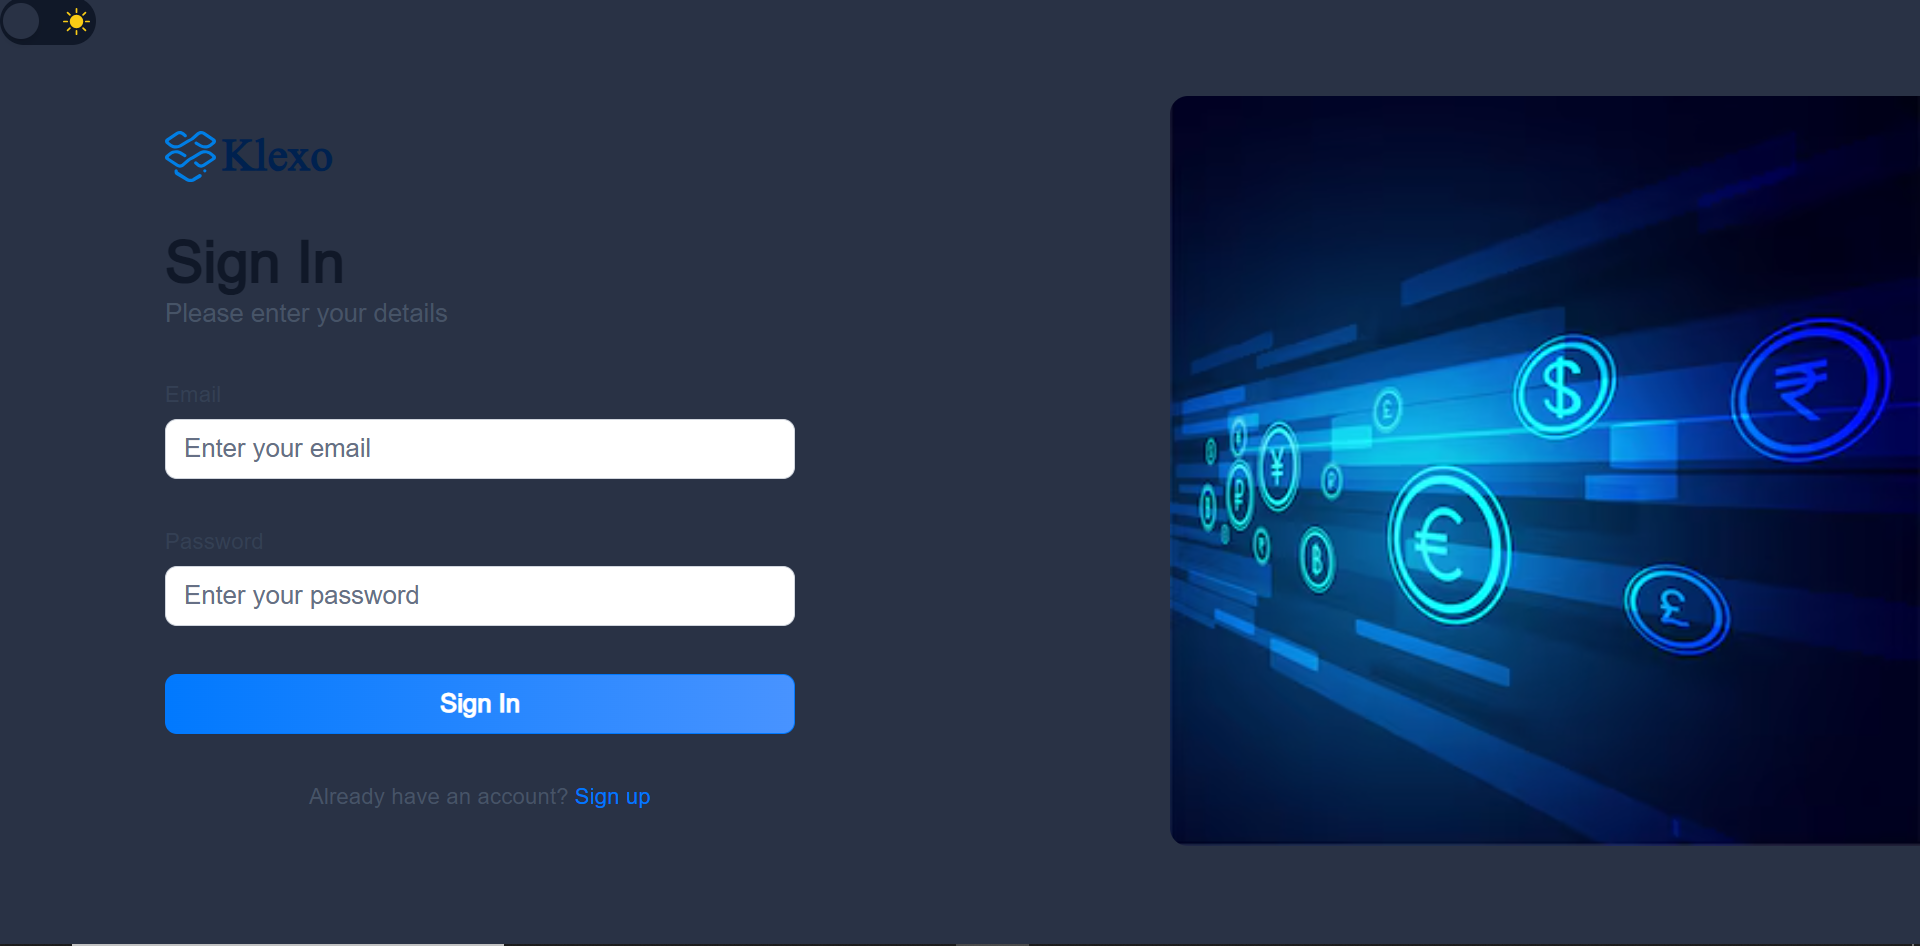 Klexo
Sign In
Please enter your details
Email
Enter your email
Password
Enter your password
Sign In
Already have an account? Sign up